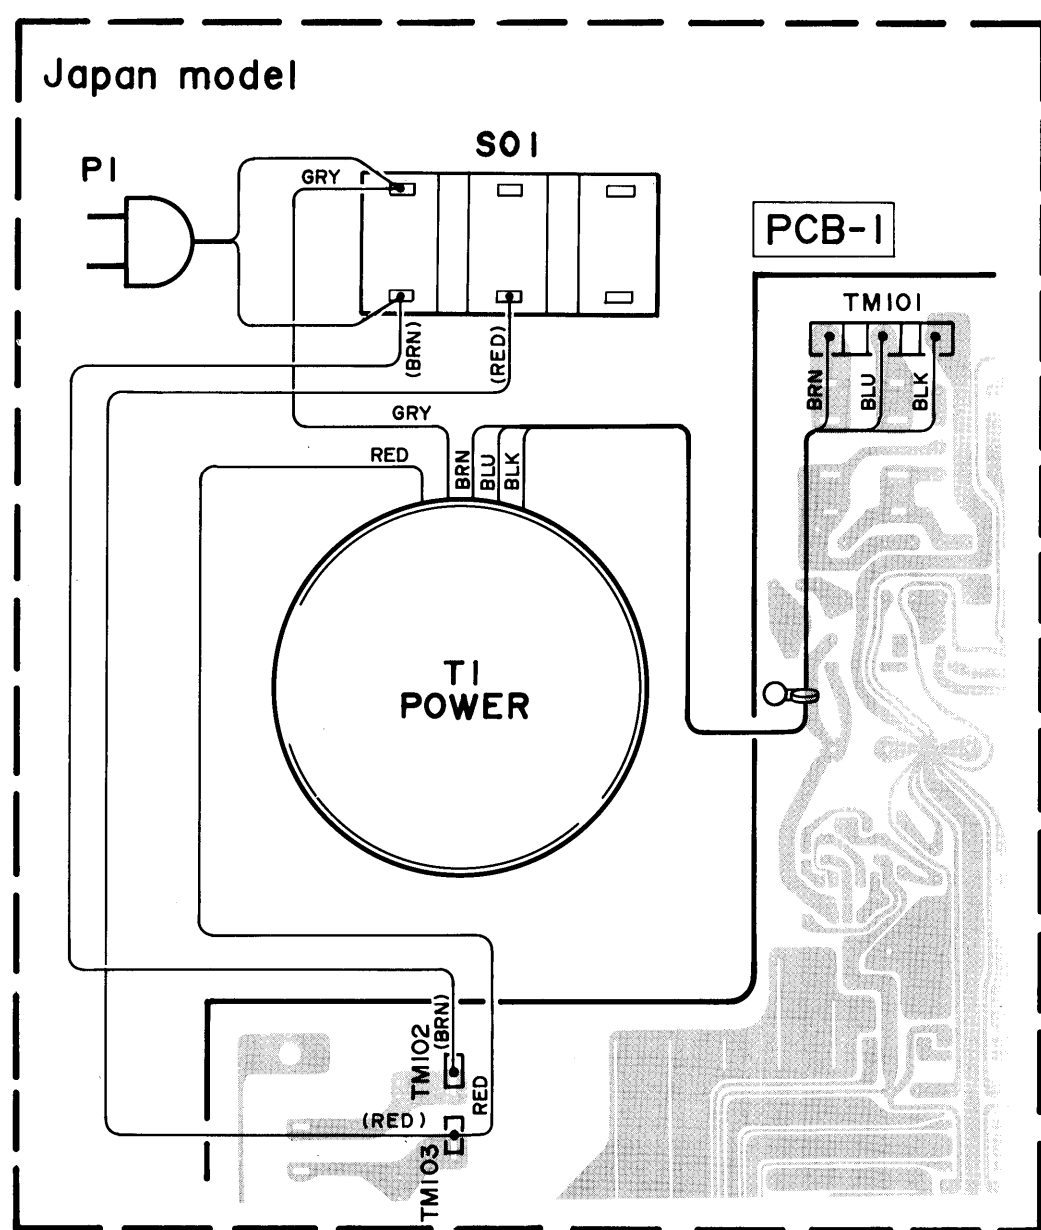 Japan model
SO1
P1
GRY
PCB-1
TM101
(BRN)
(RED)
BRN
BLU
BLK
GRY
RED
BRN
BLU
BLK
T1
POWER
(BRN)
TM102
RED
(RED)
TM103